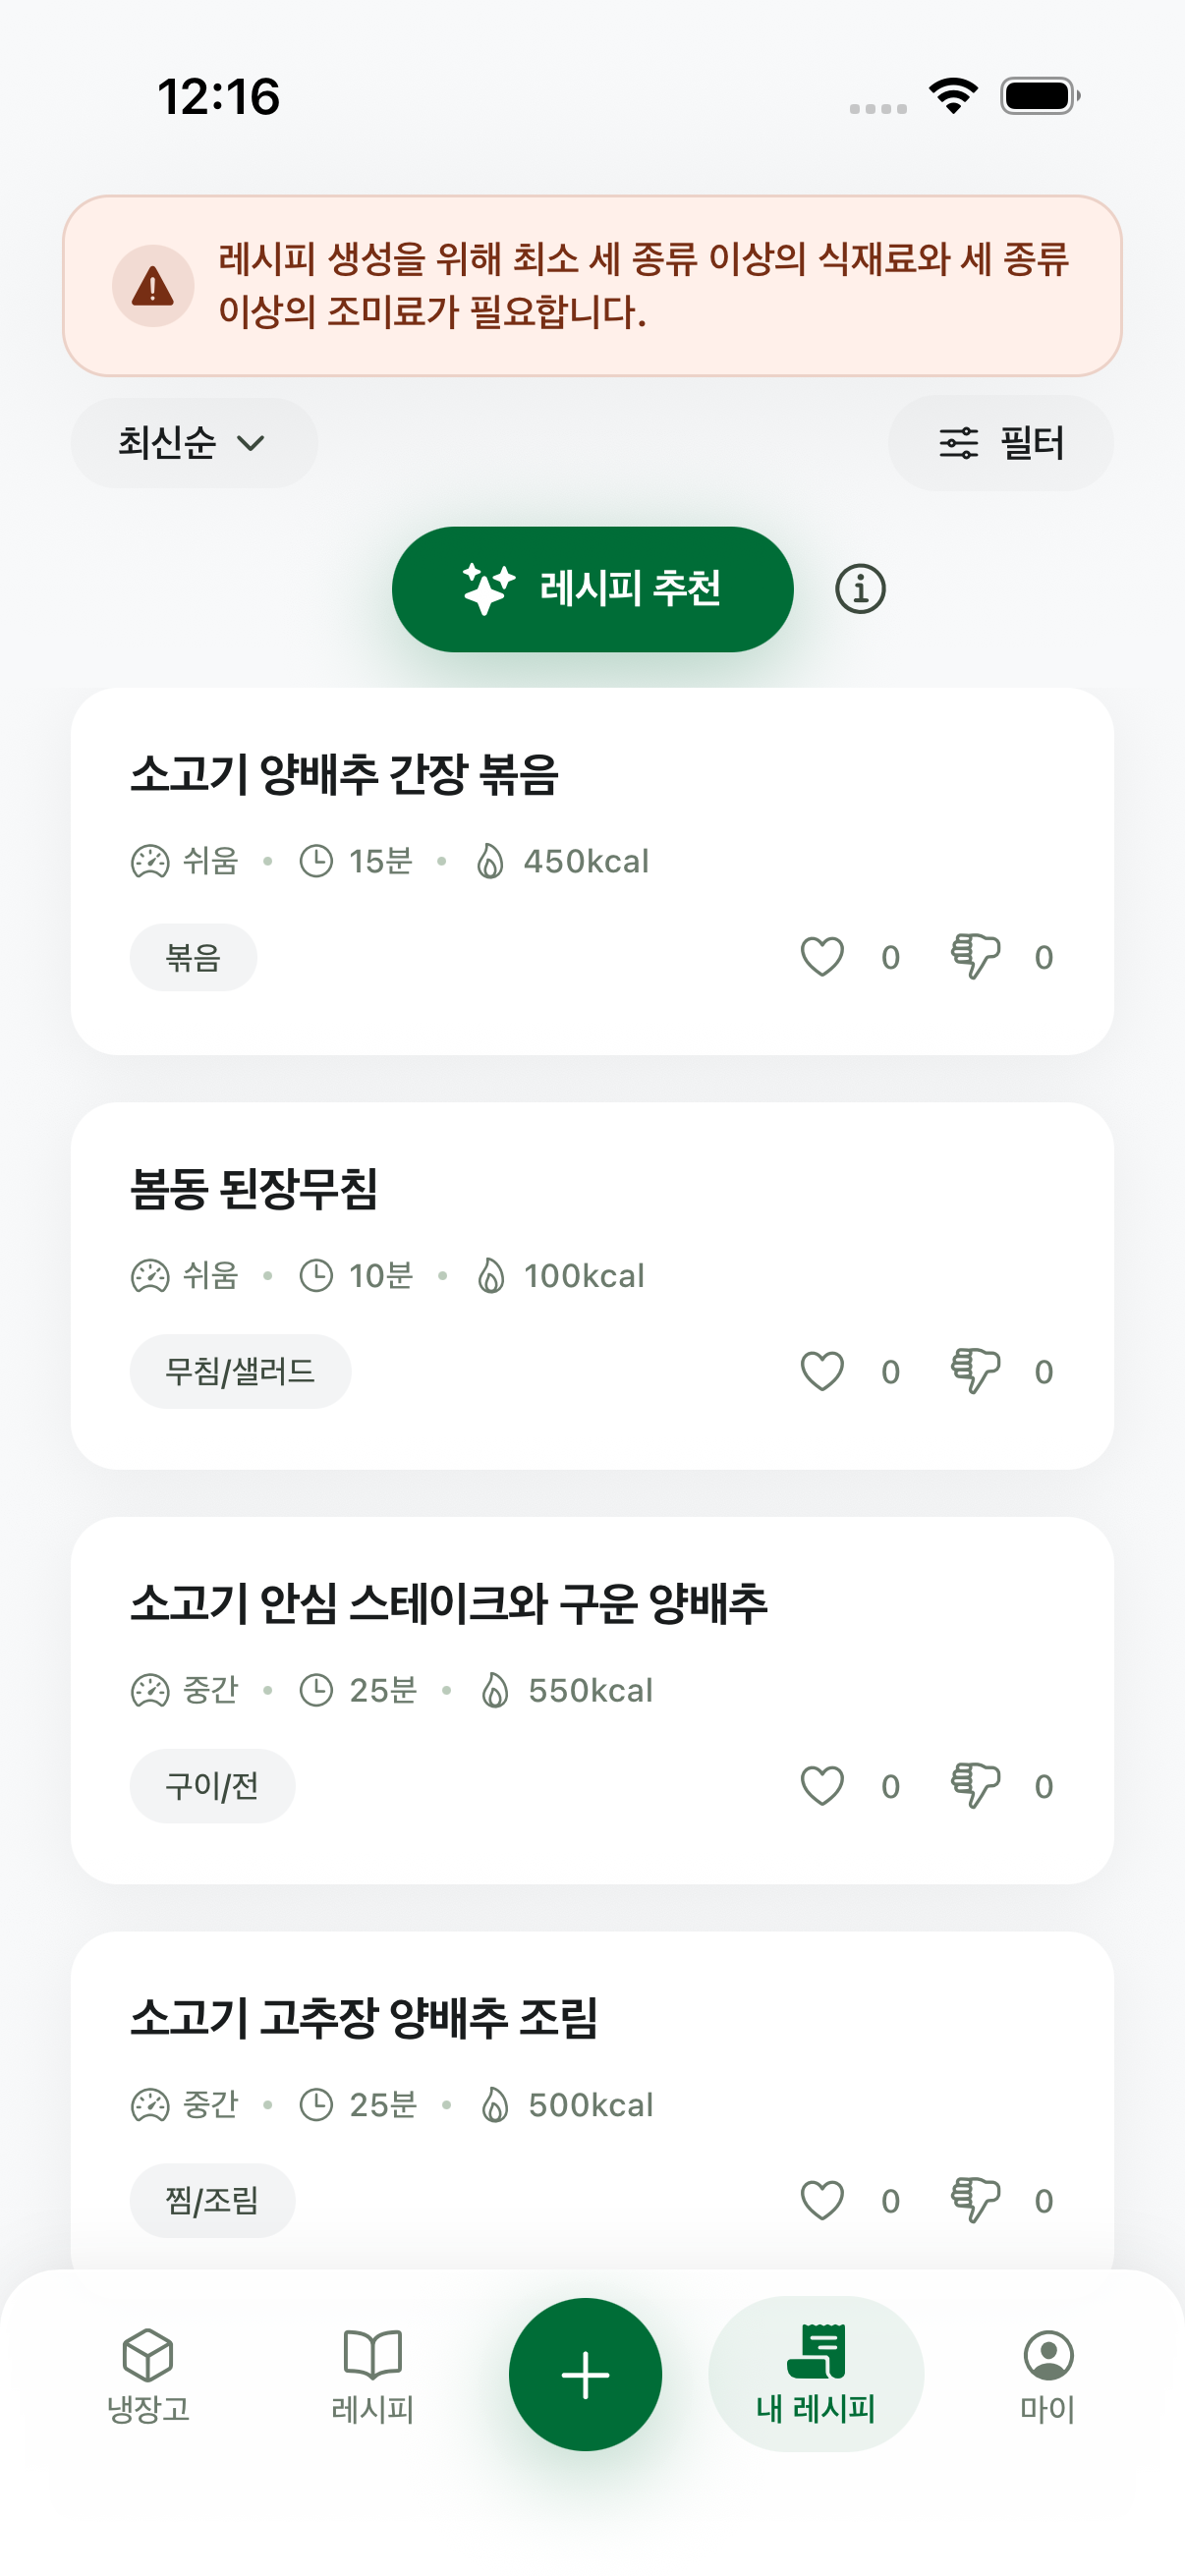 12:16
레시피 생성을 위해 최소 세 종류 이상의 식재료와 세 종류
이상의 조미료가 필요합니다.
최신순
필터
레시피 추천
소고기 양배추 간장 볶음
쉬움 • 15분 • 450kcal
볶음 0 0
봄동 된장무침
쉬움 • 10분 • 100kcal
무침/샐러드 0 0
소고기 안심 스테이크와 구운 양배추
중간 • 25분 • 550kcal
구이/전 0 0
소고기 고추장 양배추 조림
중간 • 25분 • 500kcal
찜/조림 0 0
냉장고
레시피
내 레시피
마이